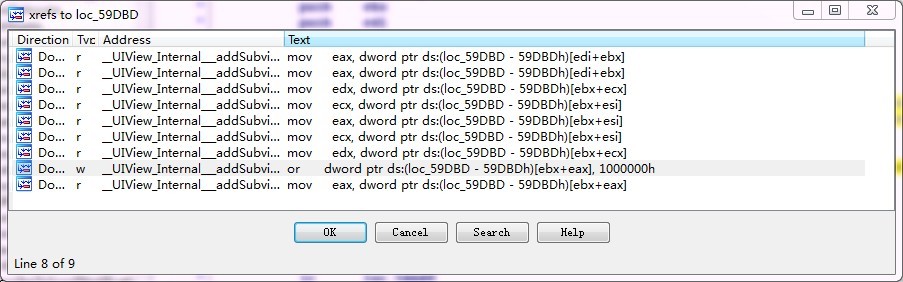 xrefs to loc_59DBD
Direction Tyc Address Text
Do... r __UIView_Internal__addSubvi... mov eax, dword ptr ds:(loc_59DBD - 59DBDh)[edi+ebx]
Do... r __UIView_Internal__addSubvi... mov eax, dword ptr ds:(loc_59DBD - 59DBDh)[edi+ebx]
Do... r __UIView_Internal__addSubvi... mov edx, dword ptr ds:(loc_59DBD - 59DBDh)[ebx+ecx]
Do... r __UIView_Internal__addSubvi... mov ecx, dword ptr ds:(loc_59DBD - 59DBDh)[ebx+esi]
Do... r __UIView_Internal__addSubvi... mov eax, dword ptr ds:(loc_59DBD - 59DBDh)[ebx+esi]
Do... r __UIView_Internal__addSubvi... mov ecx, dword ptr ds:(loc_59DBD - 59DBDh)[ebx+esi]
Do... r __UIView_Internal__addSubvi... mov edx, dword ptr ds:(loc_59DBD - 59DBDh)[ebx+ecx]
Do... w __UIView_Internal__addSubvi... or dword ptr ds:(loc_59DBD - 59DBDh)[ebx+eax], 1000000h
Do... r __UIView_Internal__addSubvi... mov eax, dword ptr ds:(loc_59DBD - 59DBDh)[ebx+eax]
OK Cancel Search Help
Line 8 of 9